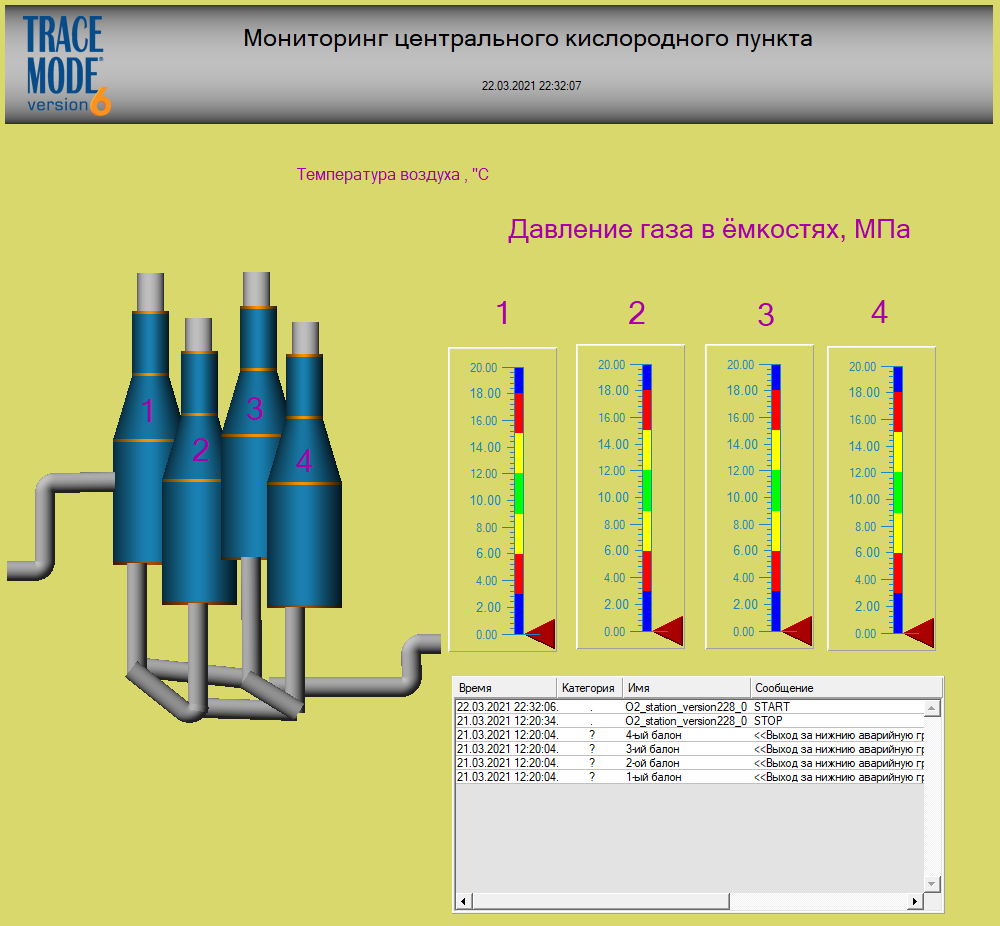 TRACE
MODE®
version 6
Мониторинг центрального кислородного пункта
22.03.2021 22:32:07
Температура воздуха , "С
Давление газа в ёмкостях, МПа
1 2 3 4
20.00 20.00 20.00 20.00
18.00 18.00 18.00 18.00
16.00 16.00 16.00 16.00
14.00 14.00 14.00 14.00
12.00 12.00 12.00 12.00
10.00 10.00 10.00 10.00
8.00 8.00 8.00 8.00
6.00 6.00 6.00 6.00
4.00 4.00 4.00 4.00
2.00 2.00 2.00 2.00
0.00 0.00 0.00 0.00
1
2
3
4
Время Категория Имя Сообщение
22.03.2021 22:32:06. . O2_station_version228_0 START
21.03.2021 12:20:34. . O2_station_version228_0 STOP
21.03.2021 12:20:04. ? 4-ый балон <<Выход за нижнию аварийную гр
21.03.2021 12:20:04. ? 3-ий балон <<Выход за нижнию аварийную гр
21.03.2021 12:20:04. ? 2-ой балон <<Выход за нижнию аварийную гр
21.03.2021 12:20:04. ? 1-ый балон <<Выход за нижнию аварийную гр